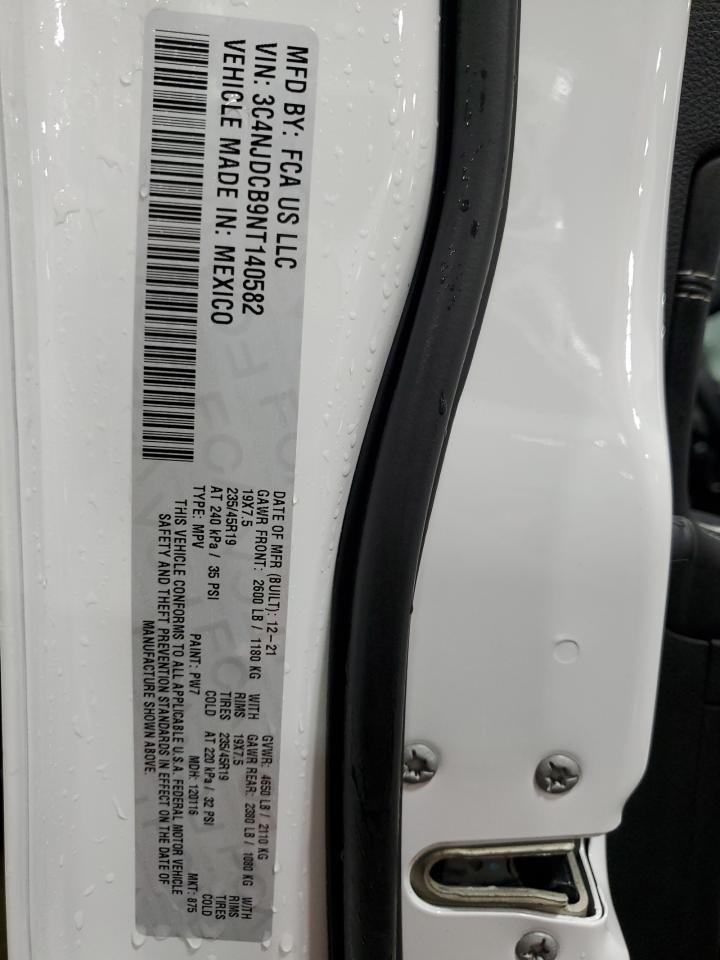 MFD BY: FCA US LLC
VIN: 3C4NJDCB9NT140582
VEHICLE MADE IN: MEXICO
DATE OF MFR (BUILT): 12-21 GVWR: 4650 LB / 2110 KG
GAWR FRONT: 2600 LB / 1180 KG WITH GAWR REAR: 2380 LB / 1080 KG WITH
19X7.5 RIMS 19X7.5 RIMS
235/45R19 TIRES 235/45R19 TIRES
AT 240 kPa / 35 PSI COLD AT 220 kPa / 32 PSI COLD
TYPE: MPV PAINT: PW7 MDH: 120116 MKT: 875
THIS VEHICLE CONFORMS TO ALL APPLICABLE U.S.A. FEDERAL MOTOR VEHICLE
SAFETY AND THEFT PREVENTION STANDARDS IN EFFECT ON THE DATE OF
MANUFACTURE SHOWN ABOVE.